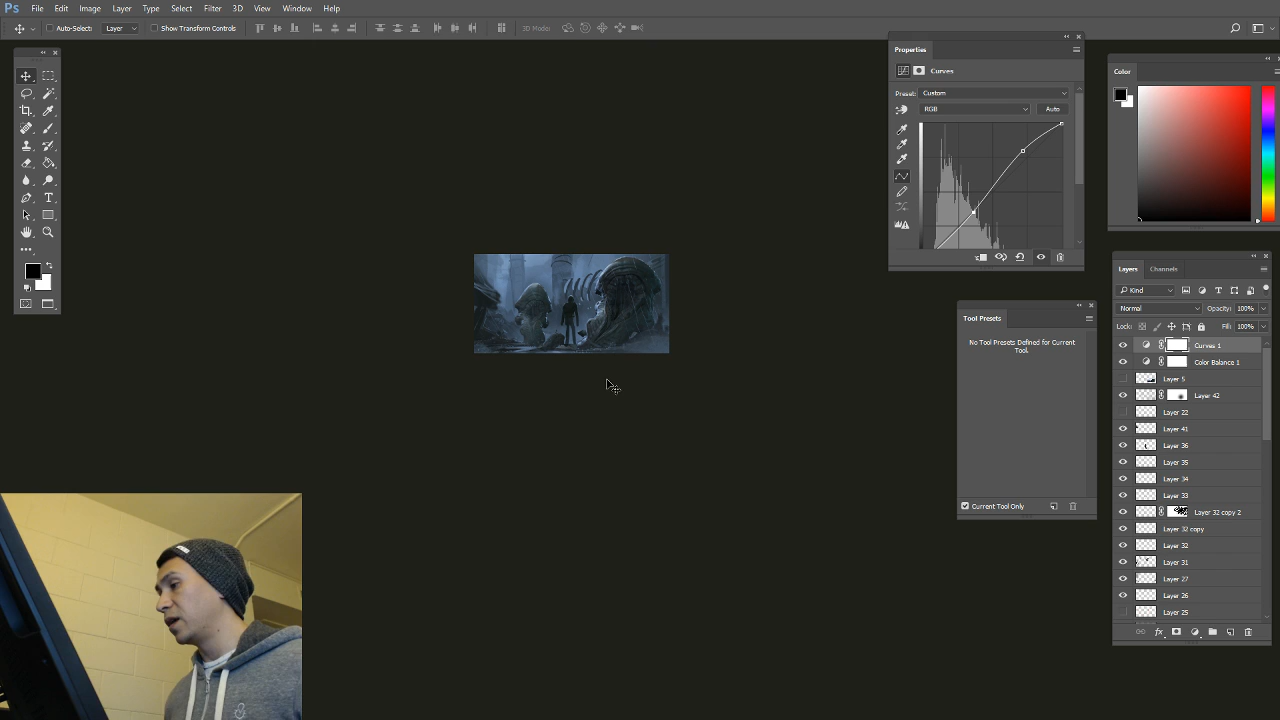 Ps File Edit Image Layer Type Select Filter 3D View Window Help
Auto-Select: Layer Show Transform Controls 3D Mode:
Properties
Curves
Preset: Custom
RGB Auto
Color
Layers Channels
Kind
Normal Opacity: 100%
Lock: Fill: 100%
Curves 1
Color Balance 1
Layer 5
Layer 42
Layer 22
Layer 41
Layer 36
Layer 35
Layer 34
Layer 33
Layer 32 copy 2
Layer 32 copy
Layer 32
Layer 31
Layer 27
Layer 26
Layer 25
fx
Tool Presets
No Tool Presets Defined for Current
Tool.
Current Tool Only